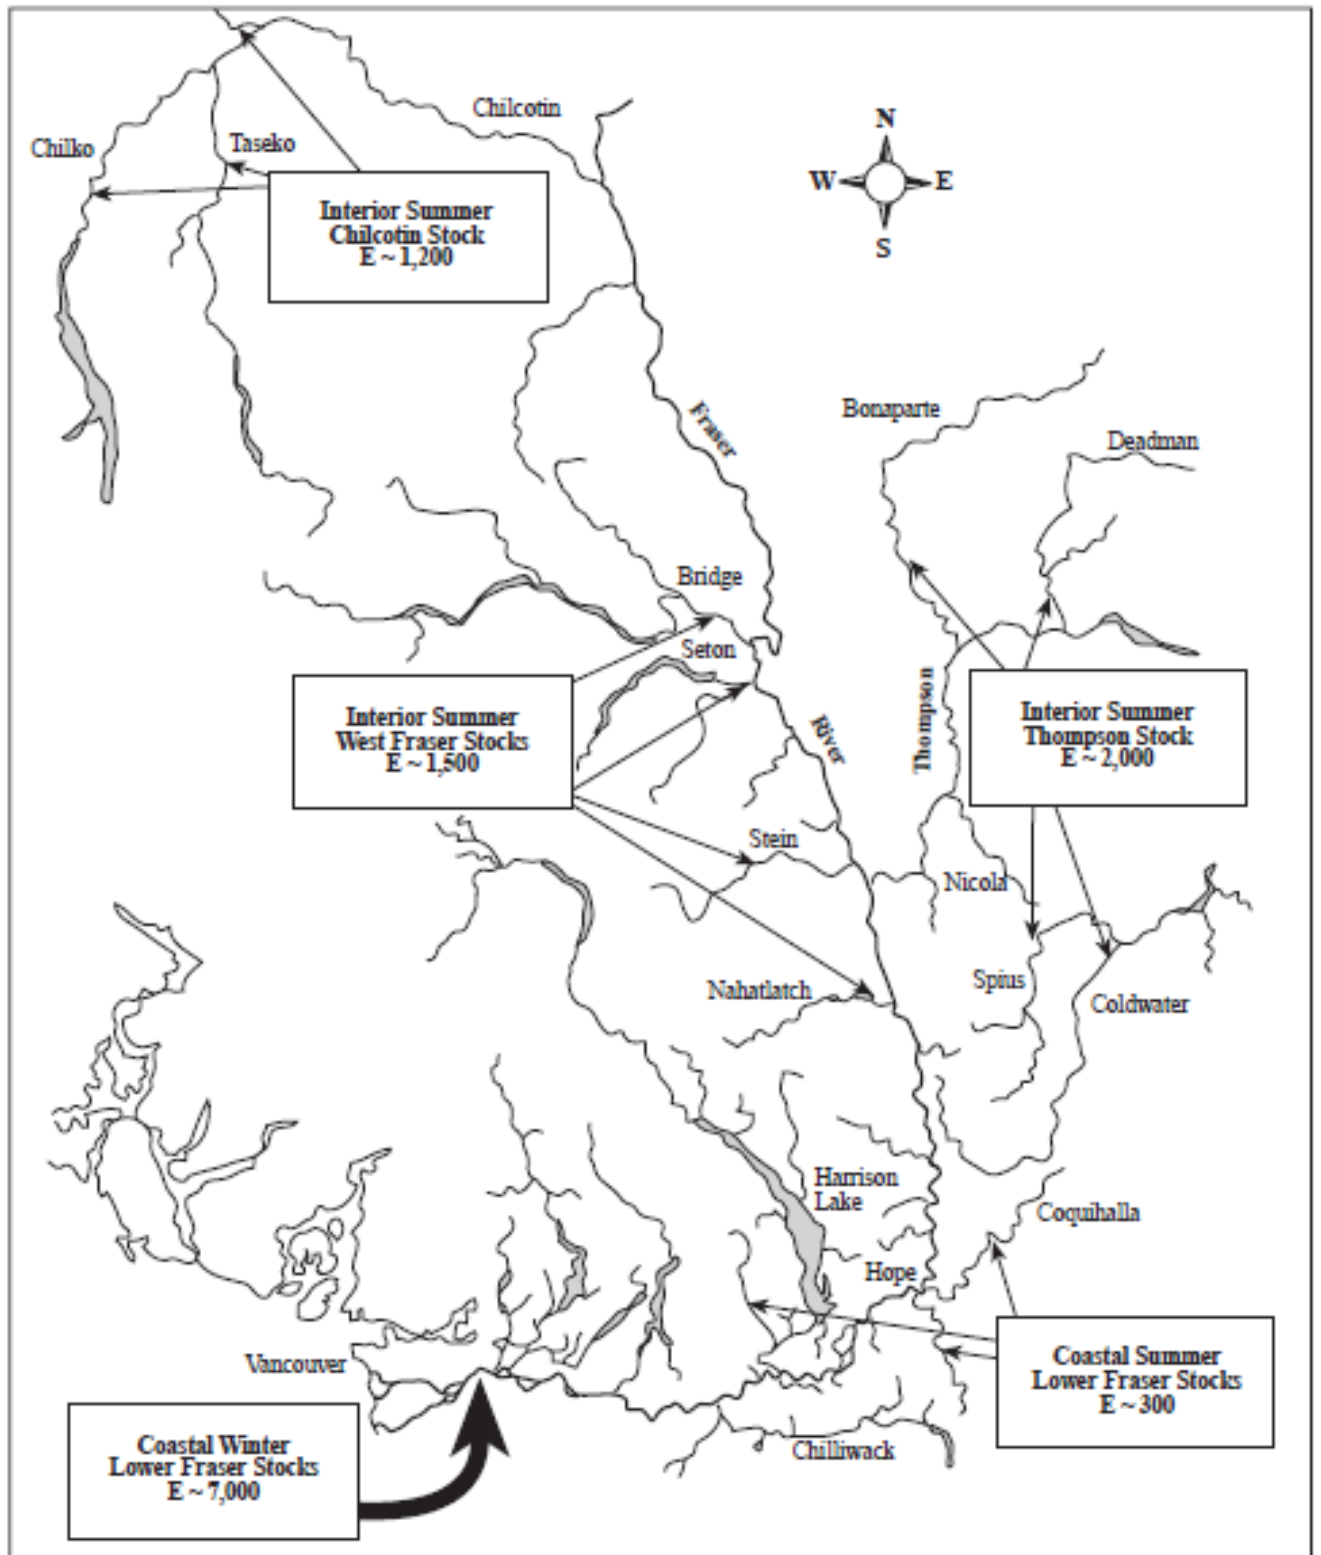 Chilcotin
N
Chilko
Taseko
W
E
S
Interior Summer
Chilcotin Stock
E ~ 1,200
Fraser
Bonaparte
Deadman
Bridge
Seton
Interior Summer
West Fraser Stocks
E ~ 1,500
River
Thompson
Interior Summer
Thompson Stock
E ~ 2,000
Stein
Nicola
Nahatlatch
Spius
Coldwater
Harrison
Lake
Coquihalla
Hope
Vancouver
Coastal Summer
Lower Fraser Stocks
E ~ 300
Coastal Winter
Lower Fraser Stocks
E ~ 7,000
Chilliwack